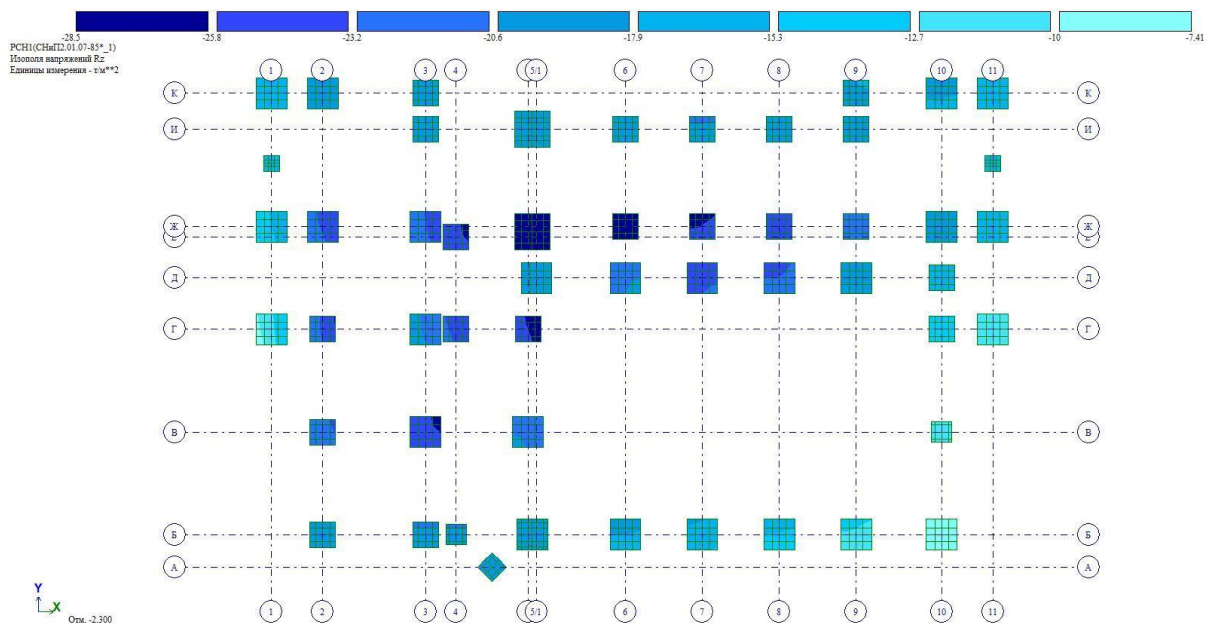 -28.5 -25.8 -23.2 -20.6 -17.9 -15.3 -12.7 -10 -7.41
РСН1(СНиП2.01.07-85*_1)
Изополя напряжений Rz
Единицы измерения - т/м**2
1 2 3 4 5/1 6 7 8 9 10 11
К К
И И
Ж Ж
Е Е
Д Д
Г Г
В В
Б Б
А А
Y
X
1 2 3 4 5/1 6 7 8 9 10 11
Отм. -2.300